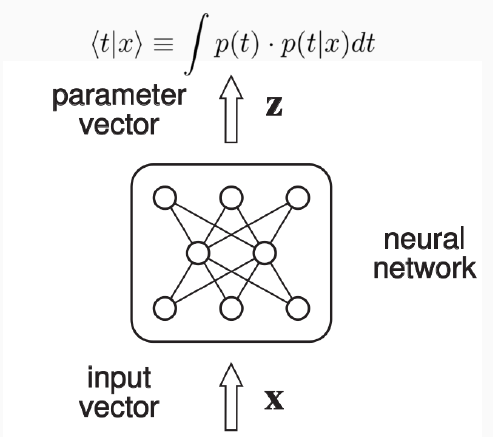 ⟨t|x⟩ ≡ ∫ p(t) · p(t|x)dt
parameter
vector
z
neural
network
input
vector
x